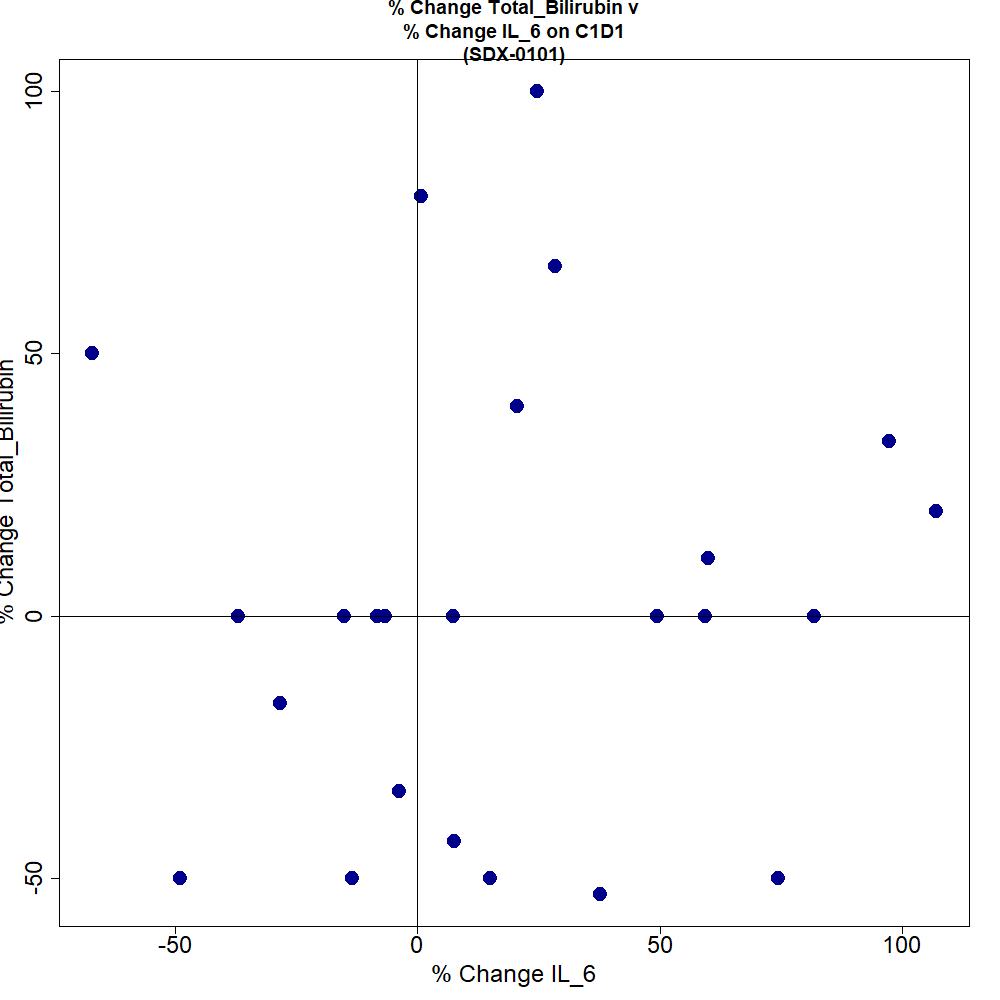 % Change Total_Bilirubin v
% Change IL_6 on C1D1
(SDX-0101)
% Change Total_Bilirubin
100
50
0
-50
-50
0
50
100
% Change IL_6